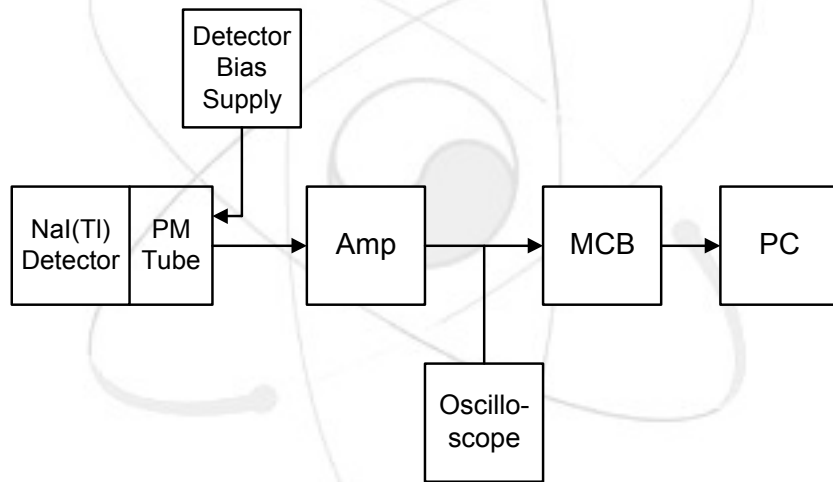 Detector
Bias
Supply
NaI(Tl)
Detector
PM
Tube
Amp
MCB
PC
Oscillo-
scope